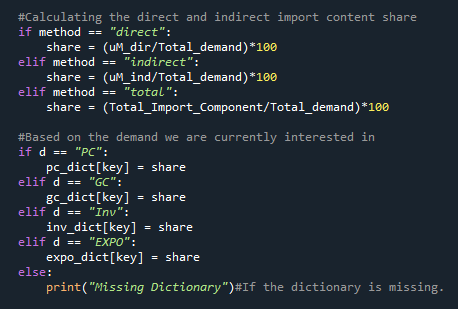 #Calculating the direct and indirect import content share
if method == "direct":
    share = (uM_dir/Total_demand)*100
elif method == "indirect":
    share = (uM_ind/Total_demand)*100
elif method == "total":
    share = (Total_Import_Component/Total_demand)*100

#Based on the demand we are currently interested in
if d == "PC":
    pc_dict[key] = share
elif d == "GC":
    gc_dict[key] = share
elif d == "Inv":
    inv_dict[key] = share
elif d == "EXPO":
    expo_dict[key] = share
else:
    print("Missing Dictionary")#If the dictionary is missing.